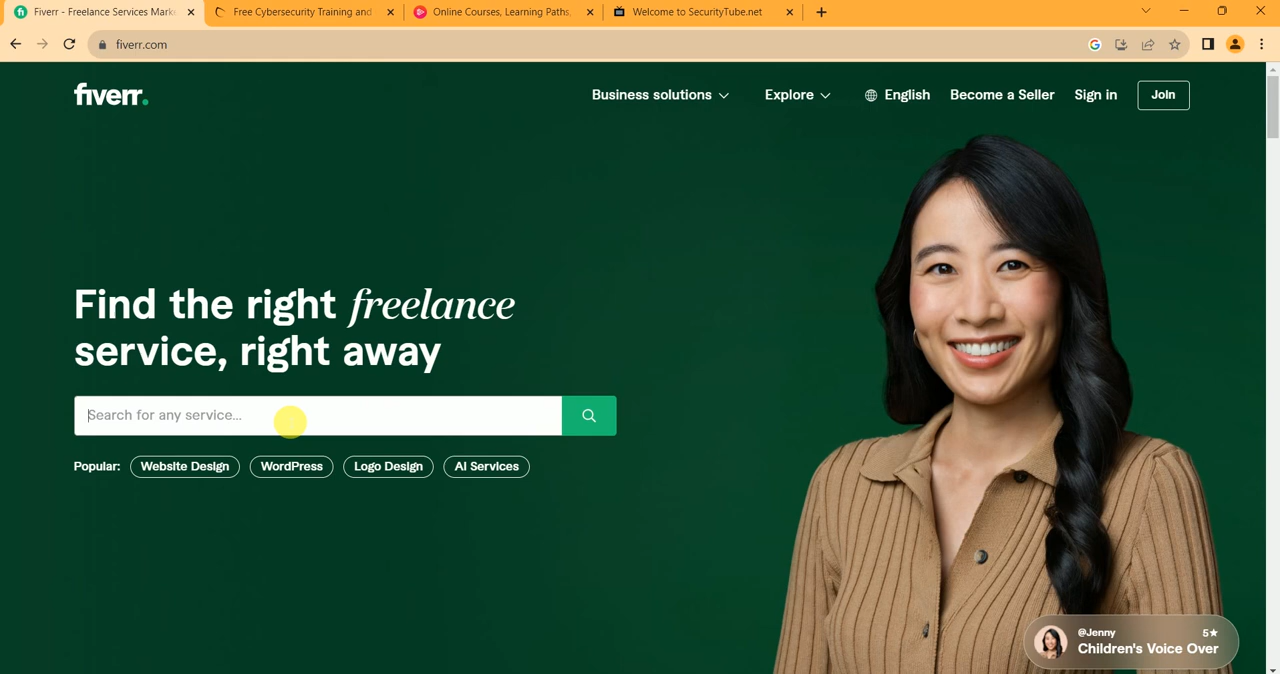 Fiverr - Freelance Services Marke
Free Cybersecurity Training and
Online Courses, Learning Paths,
Welcome to SecurityTube.net
fiverr.com
fiverr.
Business solutions
Explore
English
Become a Seller
Sign in
Join
Find the right freelance
service, right away
Search for any service...
Popular:
Website Design
WordPress
Logo Design
AI Services
@Jenny
5★
Children's Voice Over